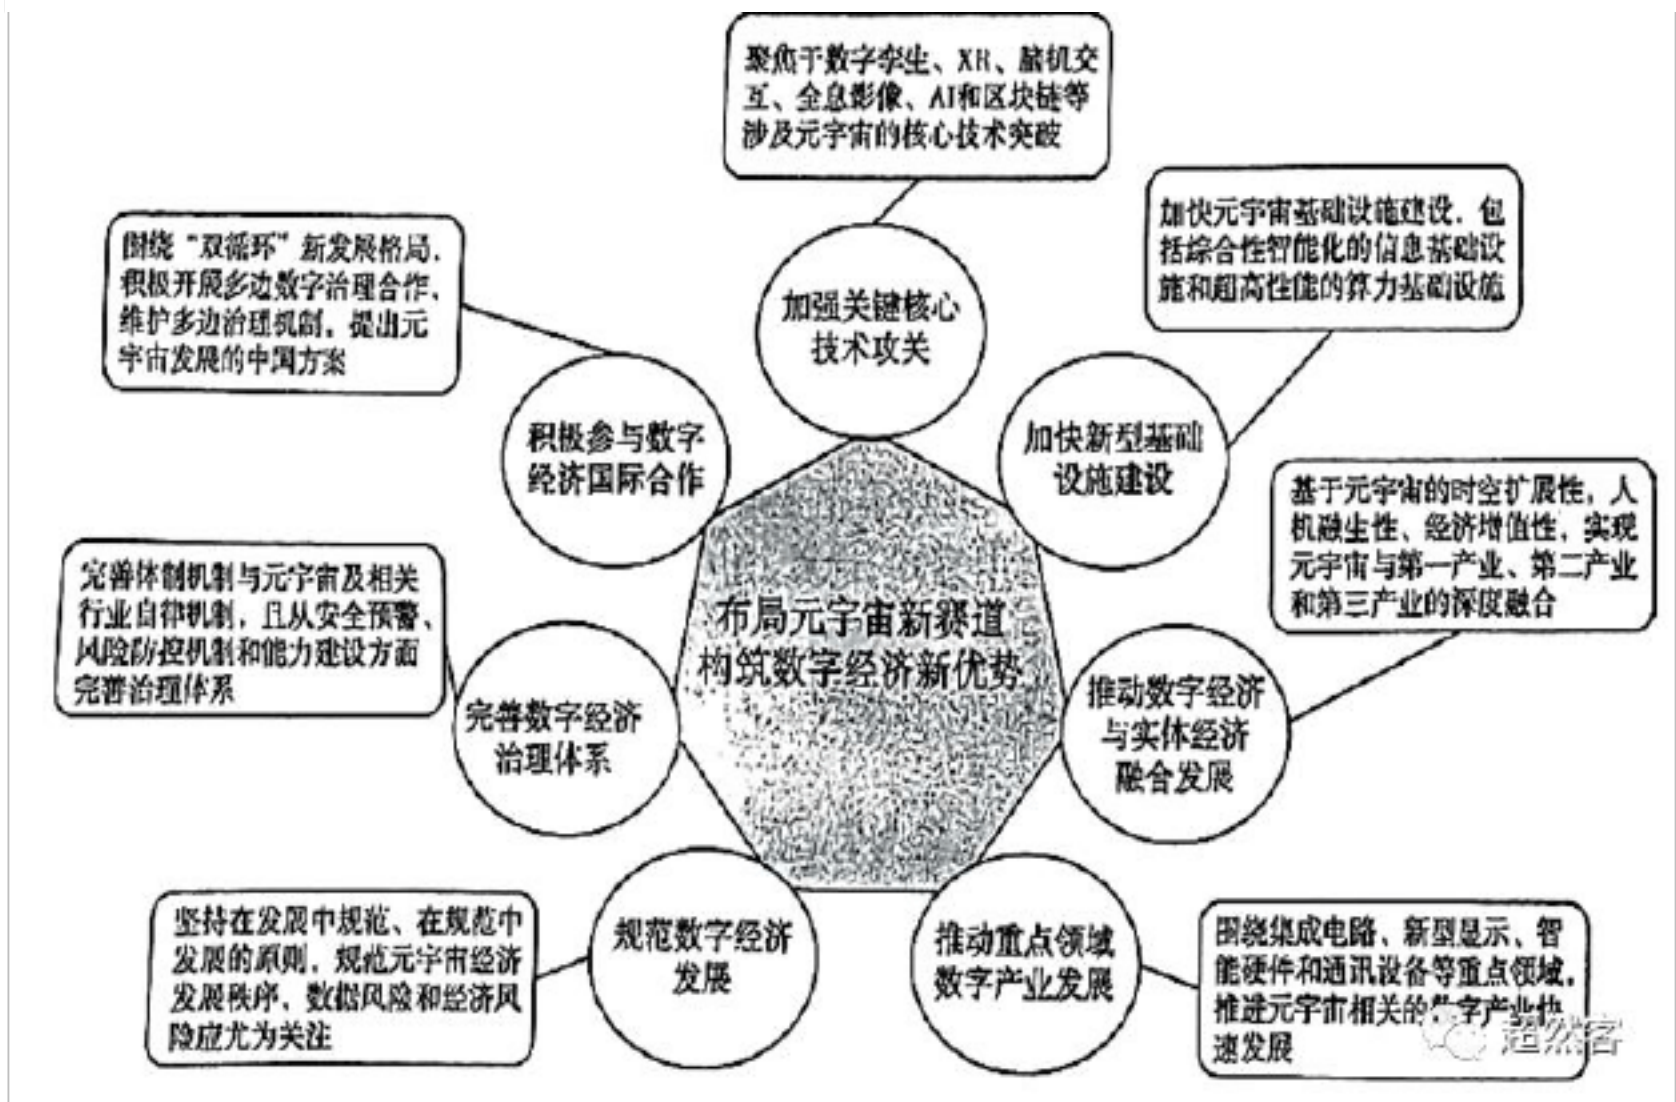 聚焦于数字孪生、XR、脑机交
互、全息影像、AI和区块链等
涉及元宇宙的核心技术突破
加强关键核心
技术攻关
加快元宇宙基础设施建设，包
括综合性智能化的信息基础设
施和超高性能的算力基础设施
加快新型基础
设施建设
基于元宇宙的时空扩展性，人
机融生性、经济增值性，实现
元宇宙与第一产业、第二产业
和第三产业的深度融合
推动数字经济
与实体经济
融合发展
围绕集成电路、新型显示、智
能硬件和通讯设备等重点领域，
推进元宇宙相关的数字产业快
速发展
推动重点领域
数字产业发展
坚持在发展中规范、在规范中
发展的原则，规范元宇宙经济
发展秩序、数据风险和经济风
险应尤为关注
规范数字经济
发展
完善体制机制与元宇宙及相关
行业自律机制，且从安全预警、
风险防控机制和能力建设方面
完善治理体系
完善数字经济
治理体系
围绕“双循环”新发展格局，
积极开展多边数字治理合作、
维护多边治理机制，提出元
宇宙发展的中国方案
积极参与数字
经济国际合作
布局元宇宙新赛道
构筑数字经济新优势
超然客